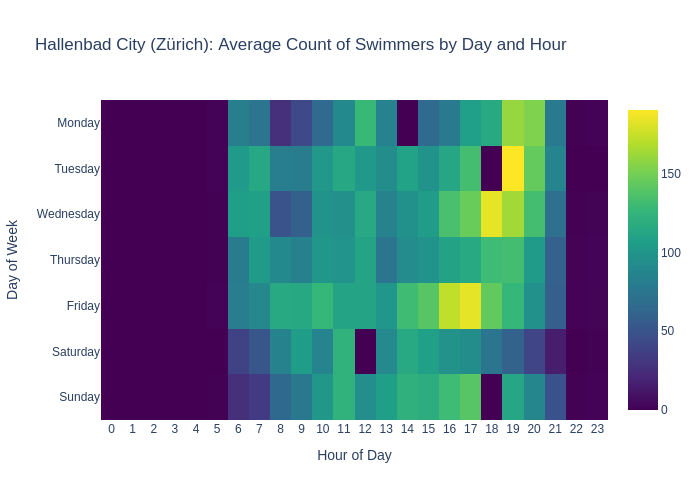 Hallenbad City (Zürich): Average Count of Swimmers by Day and Hour
Day of Week
Monday
Tuesday
Wednesday
Thursday
Friday
Saturday
Sunday
0 1 2 3 4 5 6 7 8 9 10 11 12 13 14 15 16 17 18 19 20 21 22 23
Hour of Day
150
100
50
0